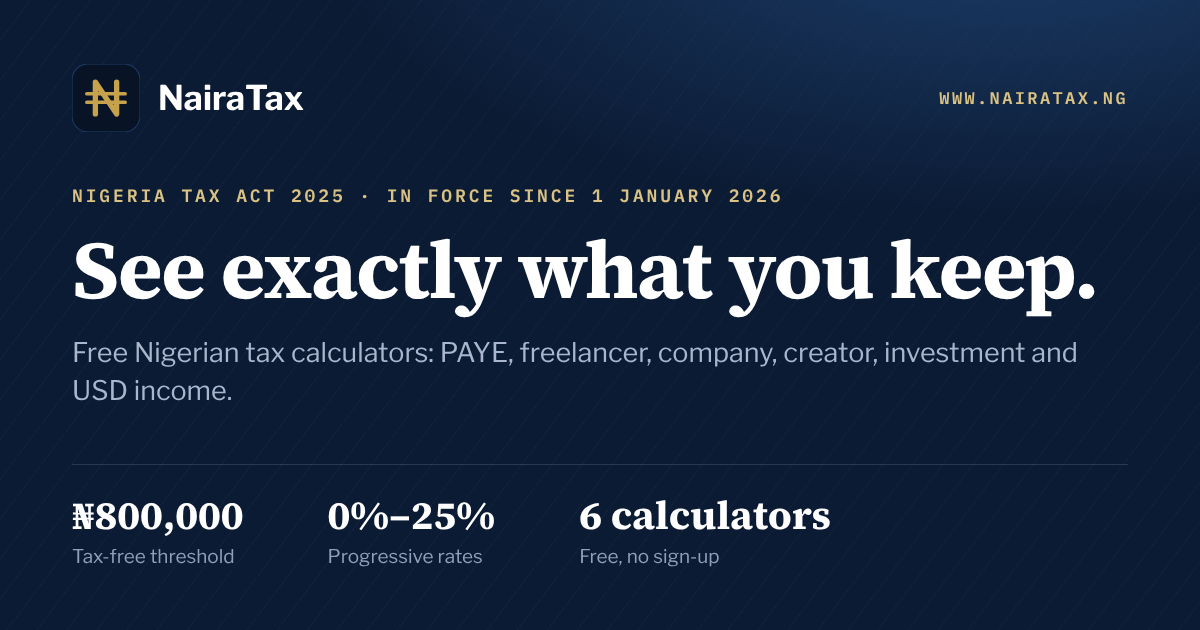 ₦
NairaTax
WWW.NAIRATAX.NG
NIGERIA TAX ACT 2025 · IN FORCE SINCE 1 JANUARY 2026
See exactly what you keep.
Free Nigerian tax calculators: PAYE, freelancer, company, creator, investment and
USD income.
₦800,000
0%–25%
6 calculators
Tax-free threshold
Progressive rates
Free, no sign-up